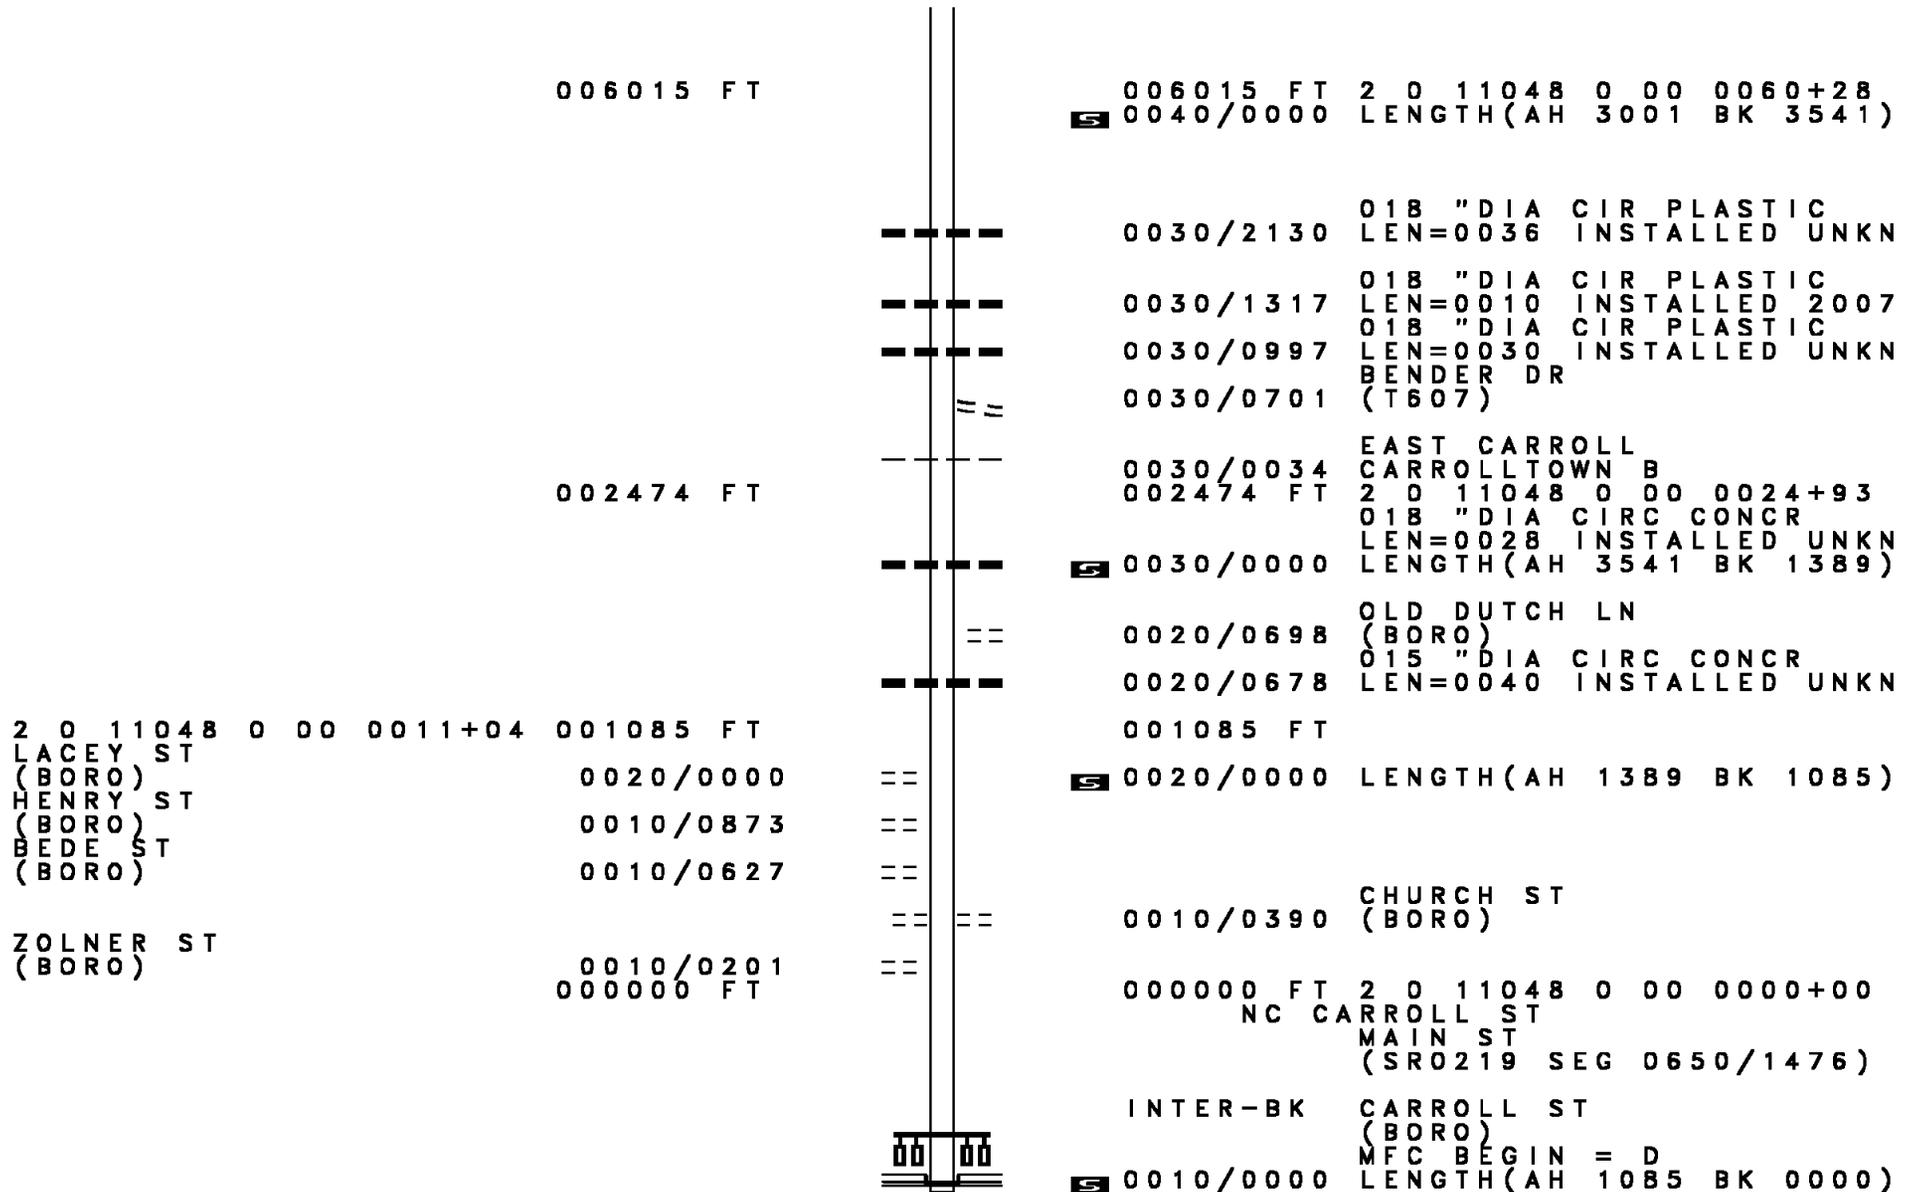 006015 FT 006015 FT 2 0 11048 0 00 0060+28
S 0040/0000 LENGTH(AH 3001 BK 3541)
018 "DIA CIR PLASTIC
0030/2130 LEN=0036 INSTALLED UNKN
018 "DIA CIR PLASTIC
0030/1317 LEN=0010 INSTALLED 2007
018 "DIA CIR PLASTIC
0030/0997 LEN=0030 INSTALLED UNKN
BENDER DR
0030/0701 (T607)
EAST CARROLL
0030/0034 CARROLLTOWN B
002474 FT 002474 FT 2 0 11048 0 00 0024+93
018 "DIA CIRC CONCR
LEN=0028 INSTALLED UNKN
S 0030/0000 LENGTH(AH 3541 BK 1389)
OLD DUTCH LN
0020/0698 (BORO)
015 "DIA CIRC CONCR
0020/0678 LEN=0040 INSTALLED UNKN
2 0 11048 0 00 0011+04 001085 FT 001085 FT
LACEY ST
(BORO) 0020/0000 S 0020/0000 LENGTH(AH 1389 BK 1085)
HENRY ST
(BORO) 0010/0873
BEDE ST
(BORO) 0010/0627
CHURCH ST
0010/0390 (BORO)
ZOLNER ST
(BORO) 0010/0201
000000 FT 000000 FT 2 0 11048 0 00 0000+00
NC CARROLL ST
MAIN ST
(SR0219 SEG 0650/1476)
INTER-BK CARROLL ST
(BORO)
MFC BEGIN = D
S 0010/0000 LENGTH(AH 1085 BK 0000)